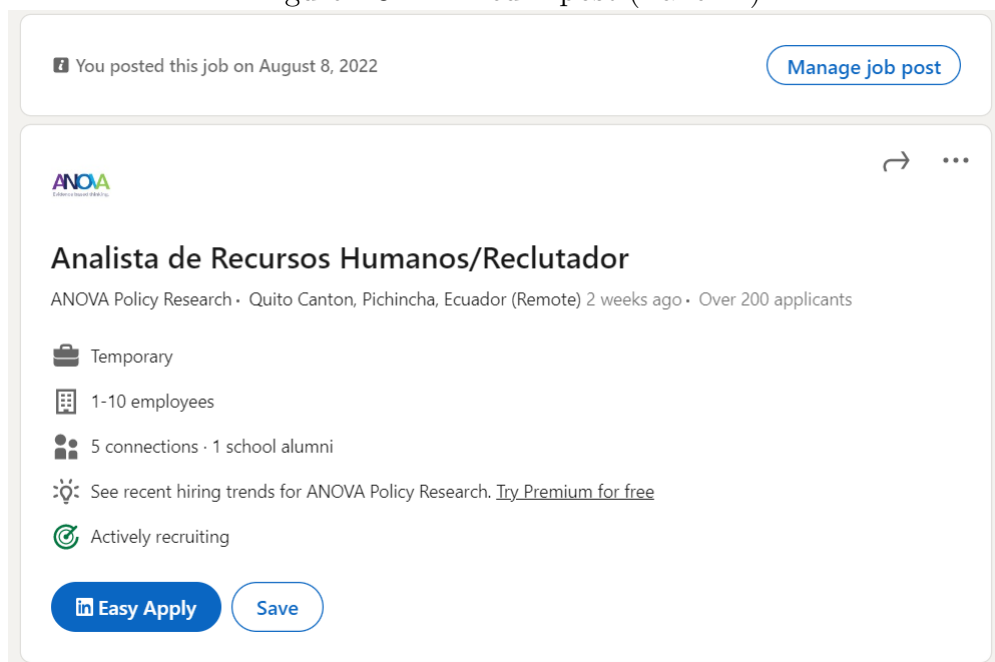 You posted this job on August 8, 2022
Manage job post
ANOVA
Analista de Recursos Humanos/Reclutador
ANOVA Policy Research · Quito Canton, Pichincha, Ecuador (Remote) 2 weeks ago · Over 200 applicants
Temporary
1-10 employees
5 connections · 1 school alumni
See recent hiring trends for ANOVA Policy Research. Try Premium for free
Actively recruiting
in Easy Apply
Save